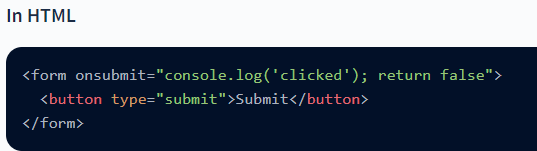 In HTML
<form onsubmit="console.log('clicked'); return false">
  <button type="submit">Submit</button>
</form>